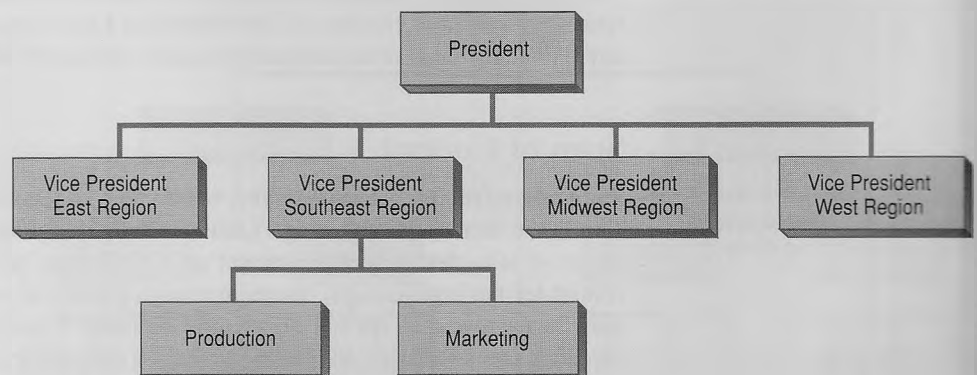 President
Vice President
East Region
Vice President
Southeast Region
Vice President
Midwest Region
Vice President
West Region
Production
Marketing